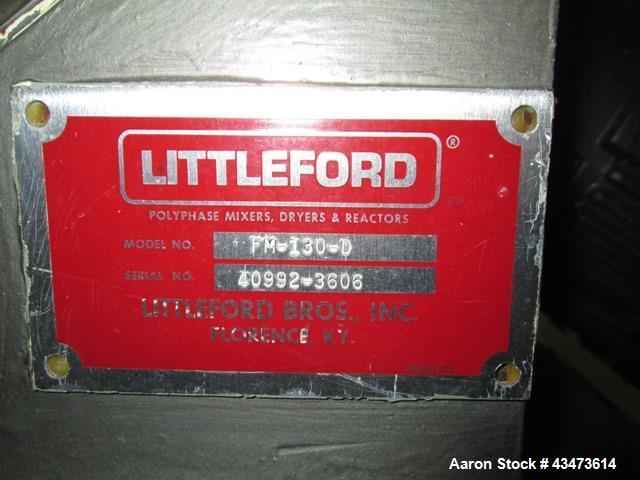 LITTLEFORD ®
POLYPHASE MIXERS, DRYERS & REACTORS
MODEL NO. FM-130-D
SERIAL NO. 40992-3606
LITTLEFORD BROS., INC.
FLORENCE, KY.
Aaron Stock # 43473614